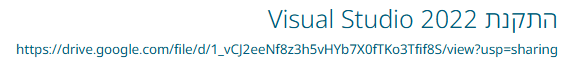 התקנת Visual Studio 2022
https://drive.google.com/file/d/1_vCJ2eeNf8z3h5vHYb7X0fTKo3Tfif8S/view?usp=sharing